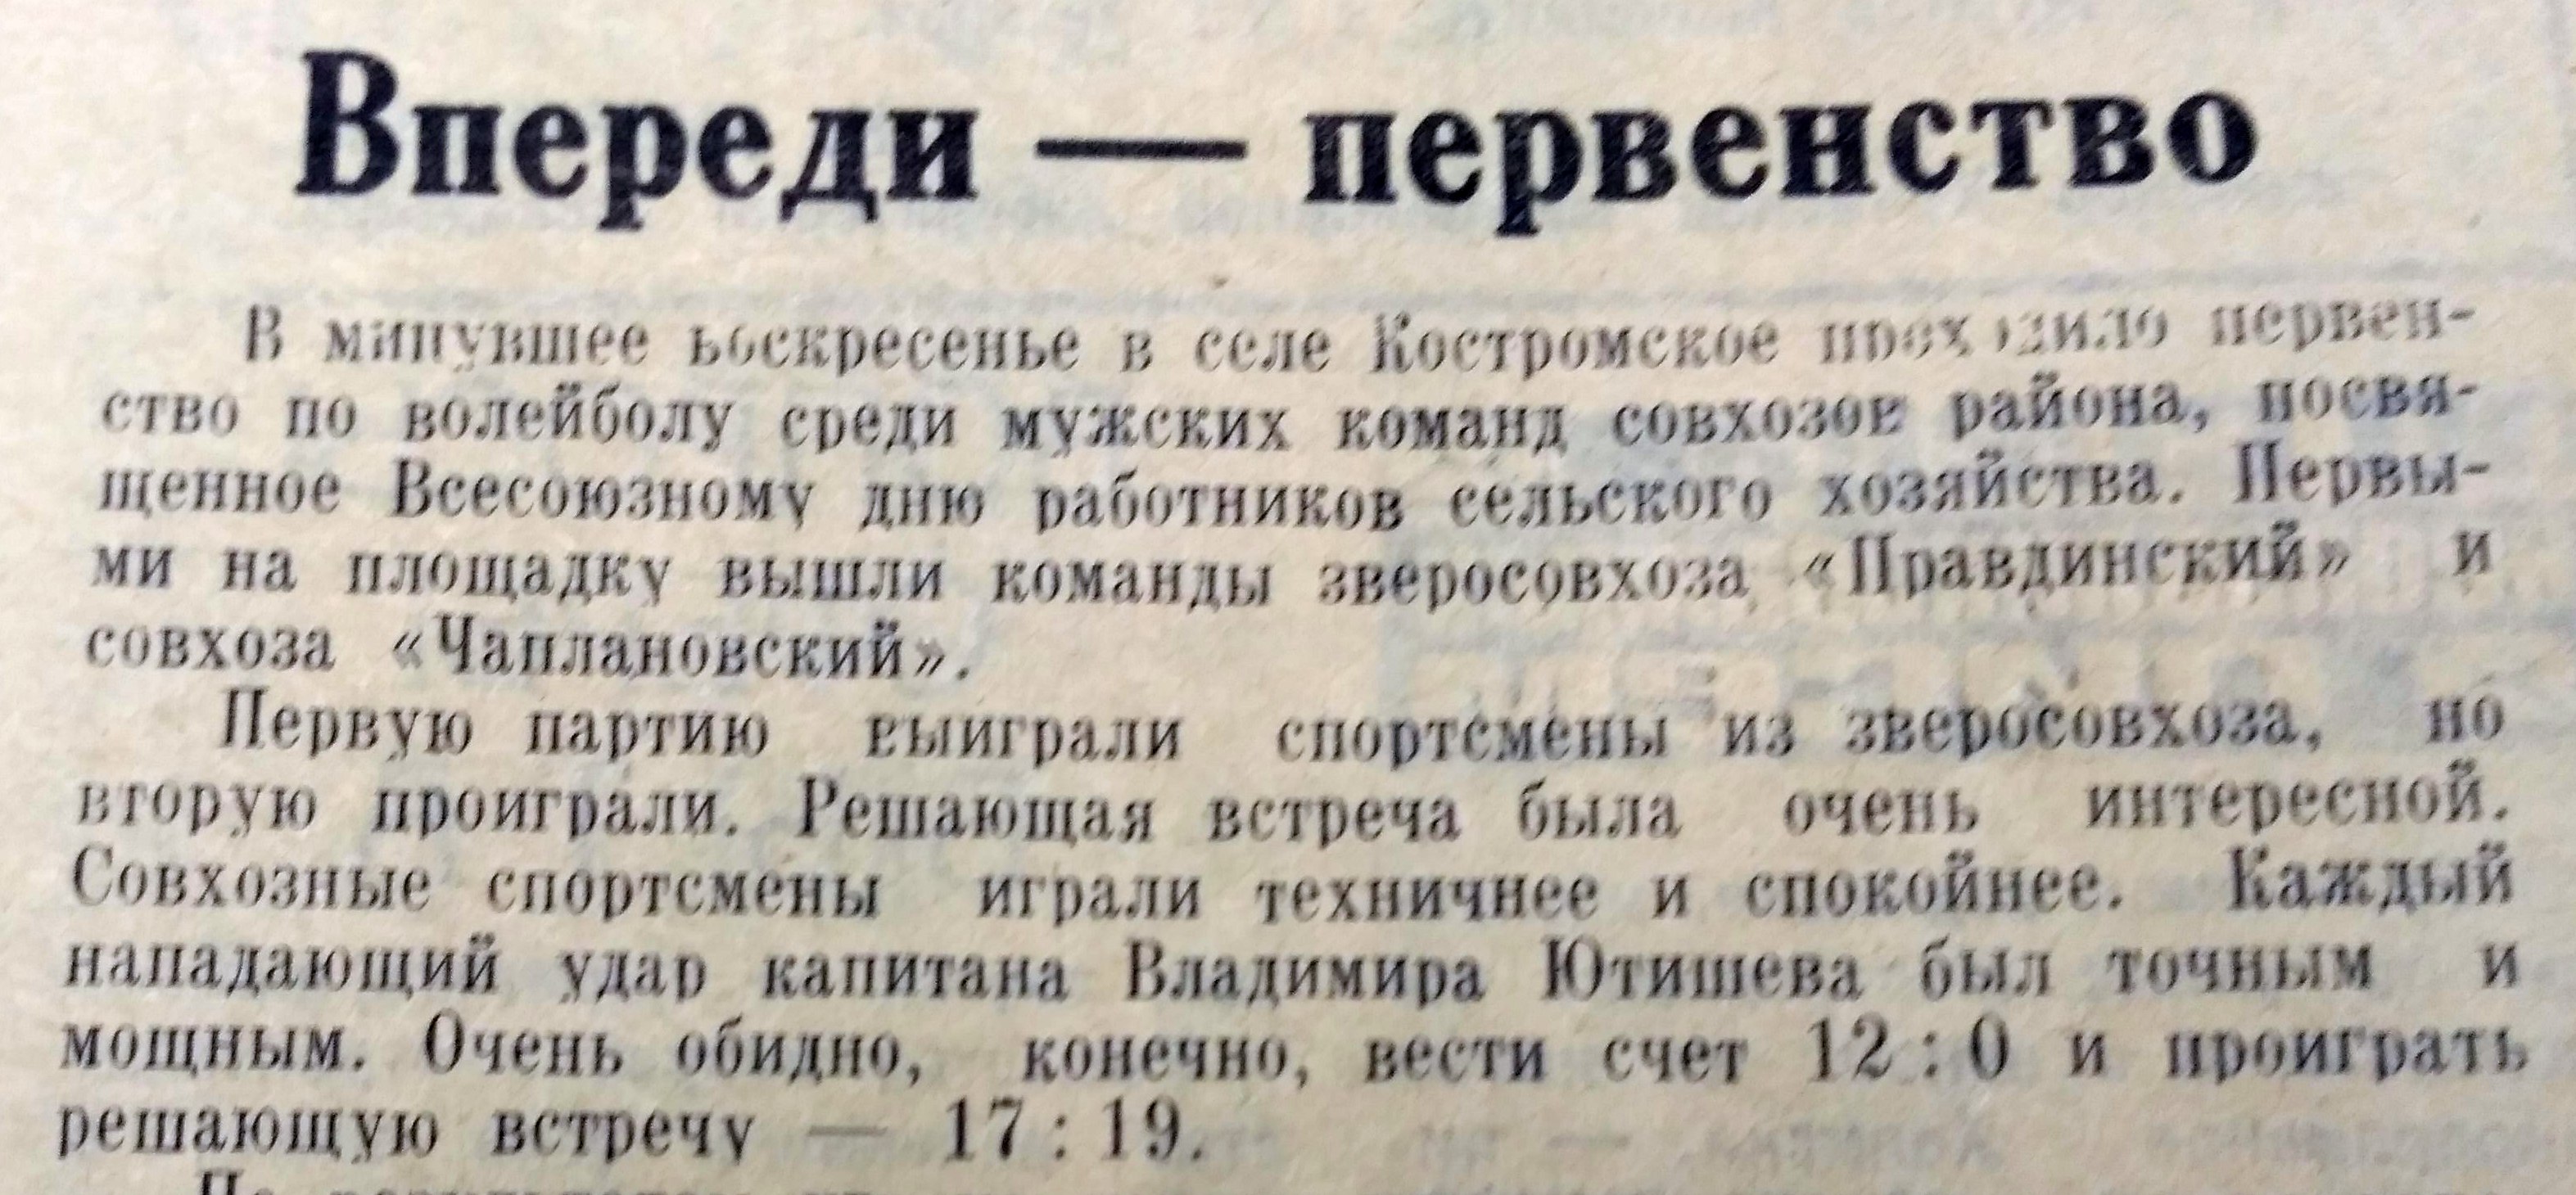 Впереди — первенство
В минувшее воскресенье в селе Костромское проходило первен-
ство по волейболу среди мужских команд совхозов района, посвя-
щенное Всесоюзному дню работников сельского хозяйства. Первы-
ми на площадку вышли команды зверосовхоза «Правдинский» и
совхоза «Чаплановский».
Первую партию выиграли спортсмены из зверосовхоза, но
вторую проиграли. Решающая встреча была очень интересной.
Совхозные спортсмены играли техничнее и спокойнее. Каждый
нападающий удар капитана Владимира Ютишева был точным и
мощным. Очень обидно, конечно, вести счет 12 : 0 и проиграть
решающую встречу — 17 : 19.